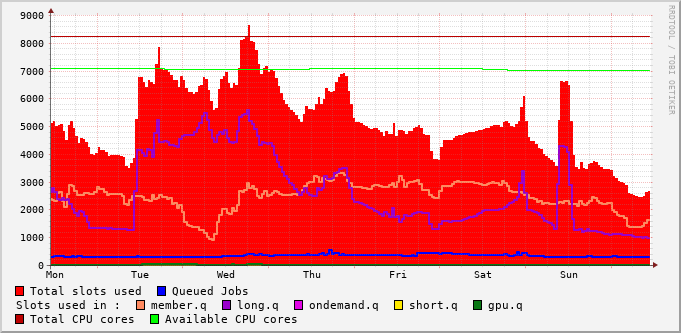 9000
8000
7000
6000
5000
4000
3000
2000
1000
0
Mon Tue Wed Thu Fri Sat Sun
RRDTOOL / TOBI OETIKER
Total slots used Queued Jobs
Slots used in : member.q long.q ondemand.q short.q gpu.q
Total CPU cores Available CPU cores